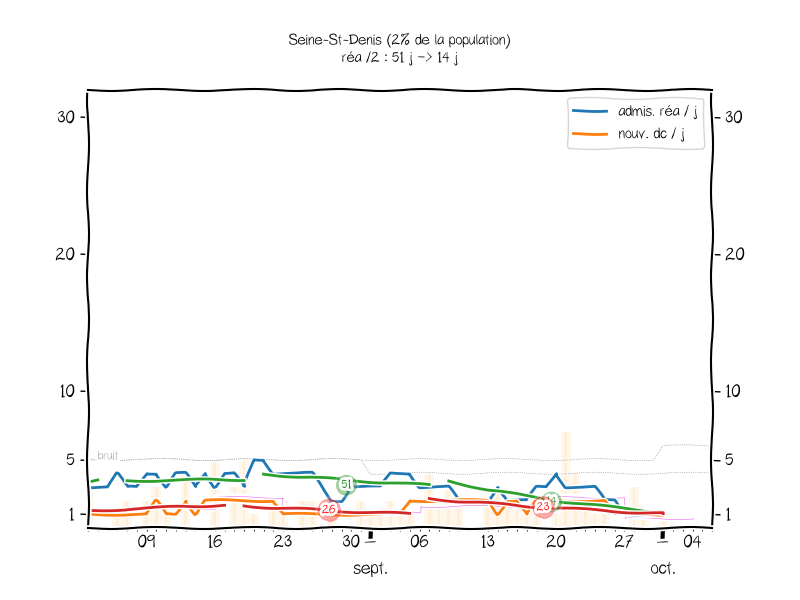 Seine-St-Denis (2% de la population)
réa /2 : 51 j -> 14 j
admis. réa / j
nouv. dc / j
30
30
20
20
10
10
5
bruit
5
51
14
26
23
1
1
09 16 23 30 06 13 20 27 04
sept. oct.